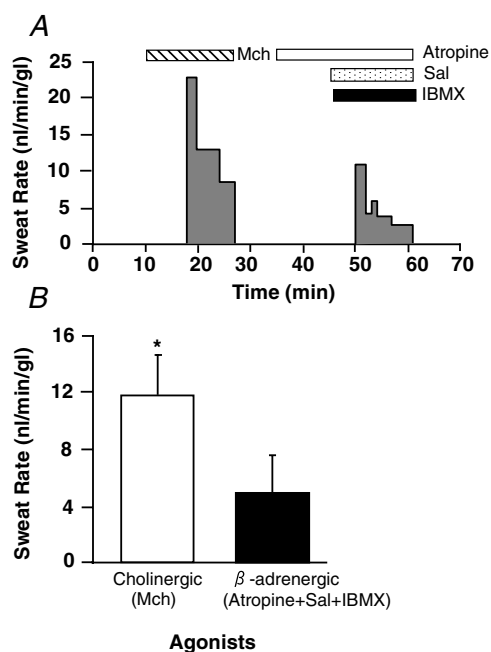 A
Mch
Atropine
Sal
IBMX
Sweat Rate (nl/min/gl)
25
20
15
10
5
0
0 10 20 30 40 50 60 70
Time (min)
B
Sweat Rate (nl/min/gl)
16
12
8
4
0
*
Cholinergic β -adrenergic
(Mch) (Atropine+Sal+IBMX)
Agonists